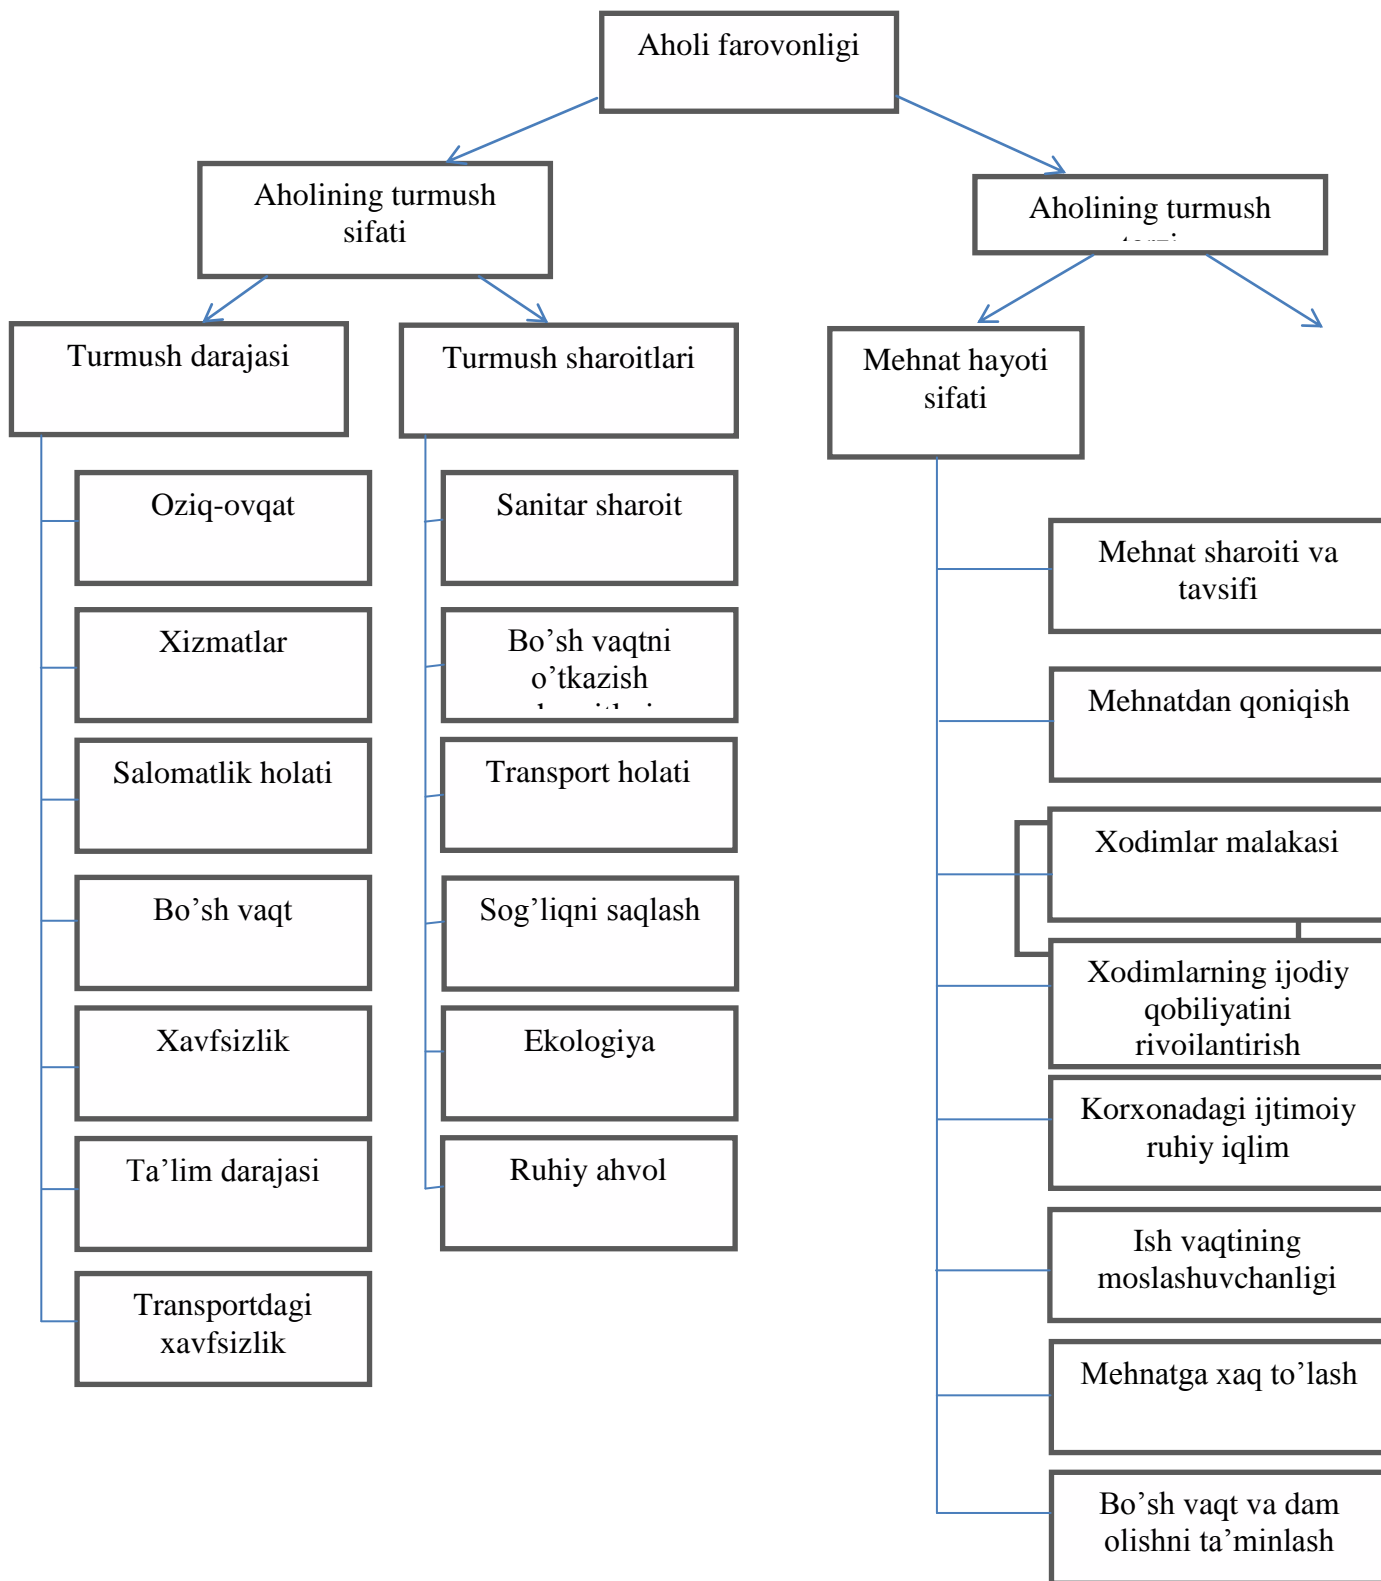 Aholi farovonligi
Aholining turmush
sifati
Aholining turmush
Turmush darajasi
Turmush sharoitlari
Mehnat hayoti
sifati
Oziq-ovqat
Xizmatlar
Salomatlik holati
Bo’sh vaqt
Xavfsizlik
Ta’lim darajasi
Transportdagi
xavfsizlik
Sanitar sharoit
Bo’sh vaqtni
o’tkazish
Transport holati
Sog’liqni saqlash
Ekologiya
Ruhiy ahvol
Mehnat sharoiti va
tavsifi
Mehnatdan qoniqish
Xodimlar malakasi
Xodimlarning ijodiy
qobiliyatini
rivojlantirish
Korxonadagi ijtimoiy
ruhiy iqlim
Ish vaqtining
moslashuvchanligi
Mehnatga xaq to’lash
Bo’sh vaqt va dam
olishni ta’minlash